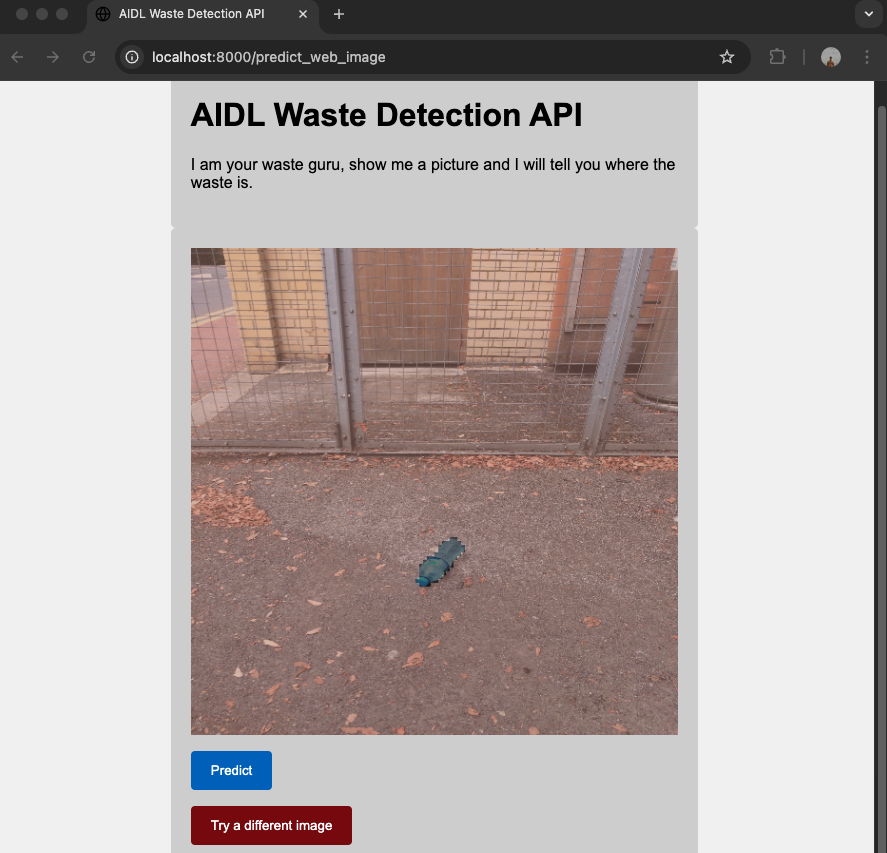 AIDL Waste Detection API
localhost:8000/predict_web_image
AIDL Waste Detection API
I am your waste guru, show me a picture and I will tell you where the
waste is.
Predict
Try a different image